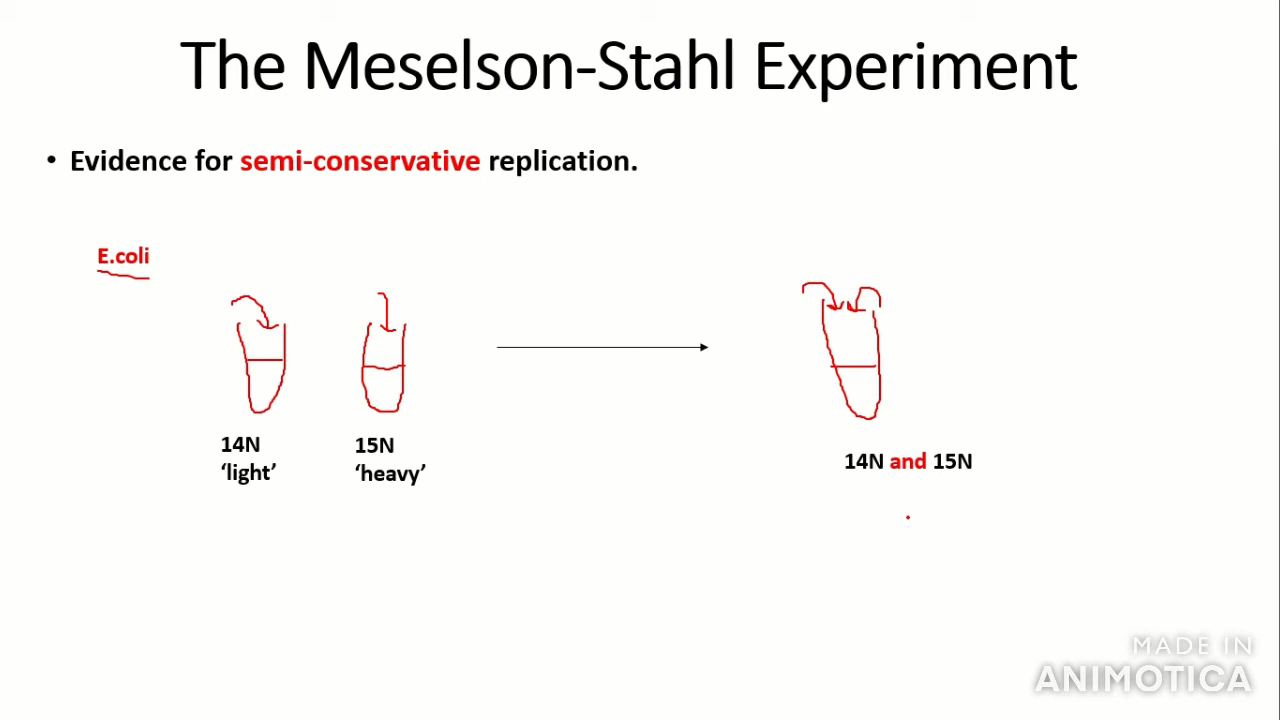 The Meselson-Stahl Experiment
• Evidence for semi-conservative replication.
E.coli
14N
‘light’
15N
‘heavy’
14N and 15N
MADE IN
ANIMOTICA